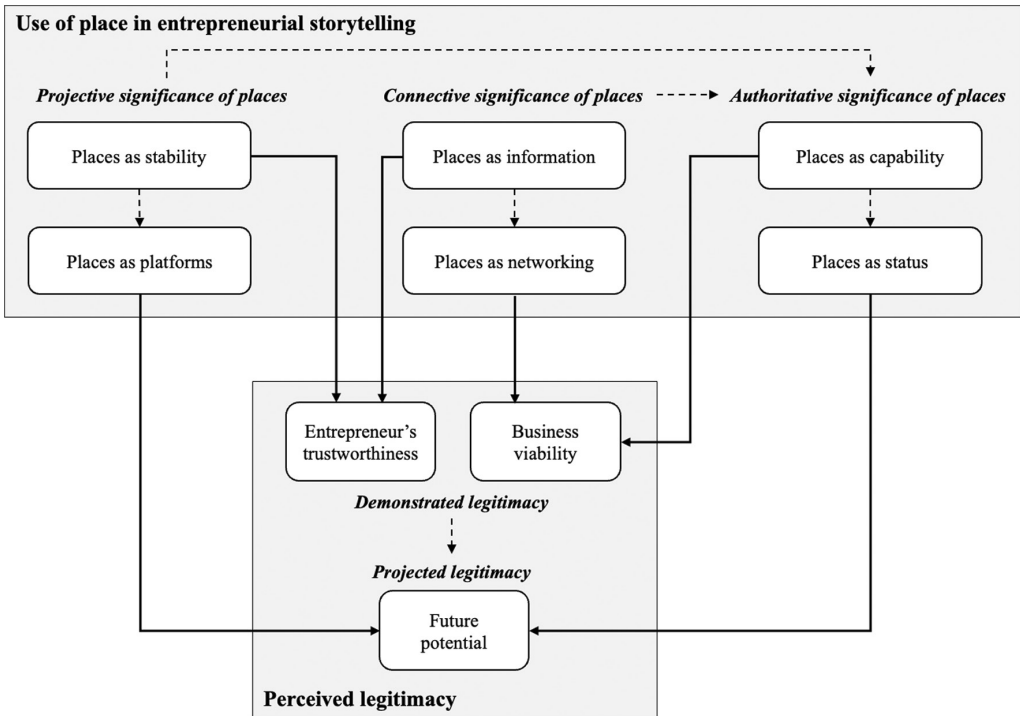 Use of place in entrepreneurial storytelling
Projective significance of places
Connective significance of places
Authoritative significance of places
Places as stability
Places as information
Places as capability
Places as platforms
Places as networking
Places as status
Entrepreneur’s
trustworthiness
Business
viability
Demonstrated legitimacy
Projected legitimacy
Future
potential
Perceived legitimacy